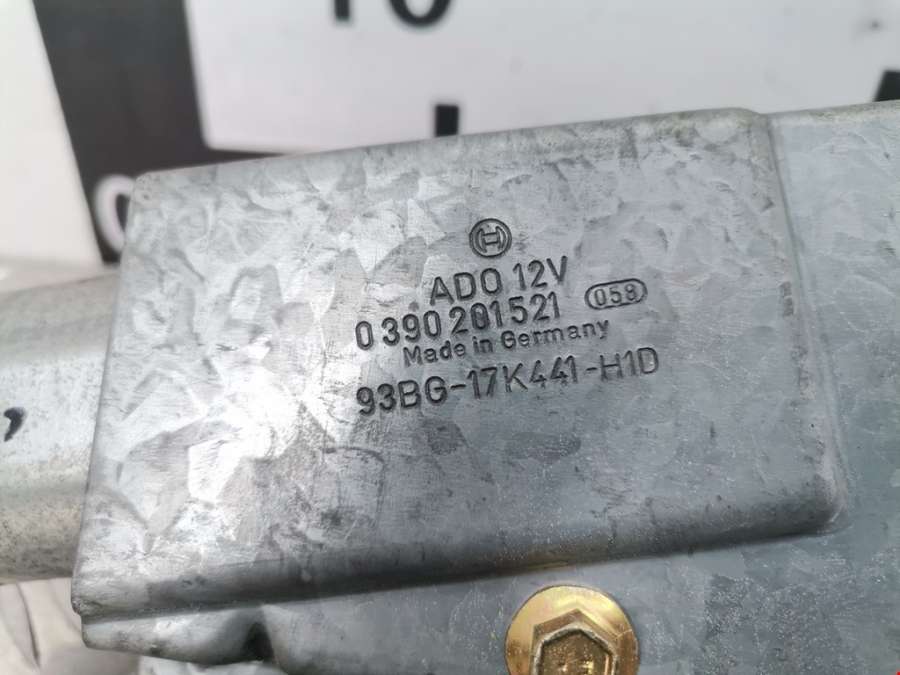 ADO 12V
0 390 201 521 058
Made in Germany
93BG-17K441-H1D